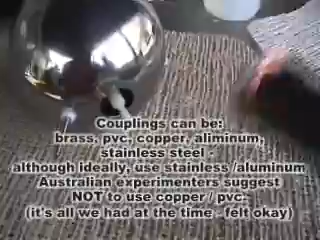 Couplings can be:
brass, pvc, copper, aliminum,
stainless steel -
although ideally, use stainless /aluminum
Australian experimenters suggest
NOT to use copper / pvc.
(it's all we had at the time - felt okay)